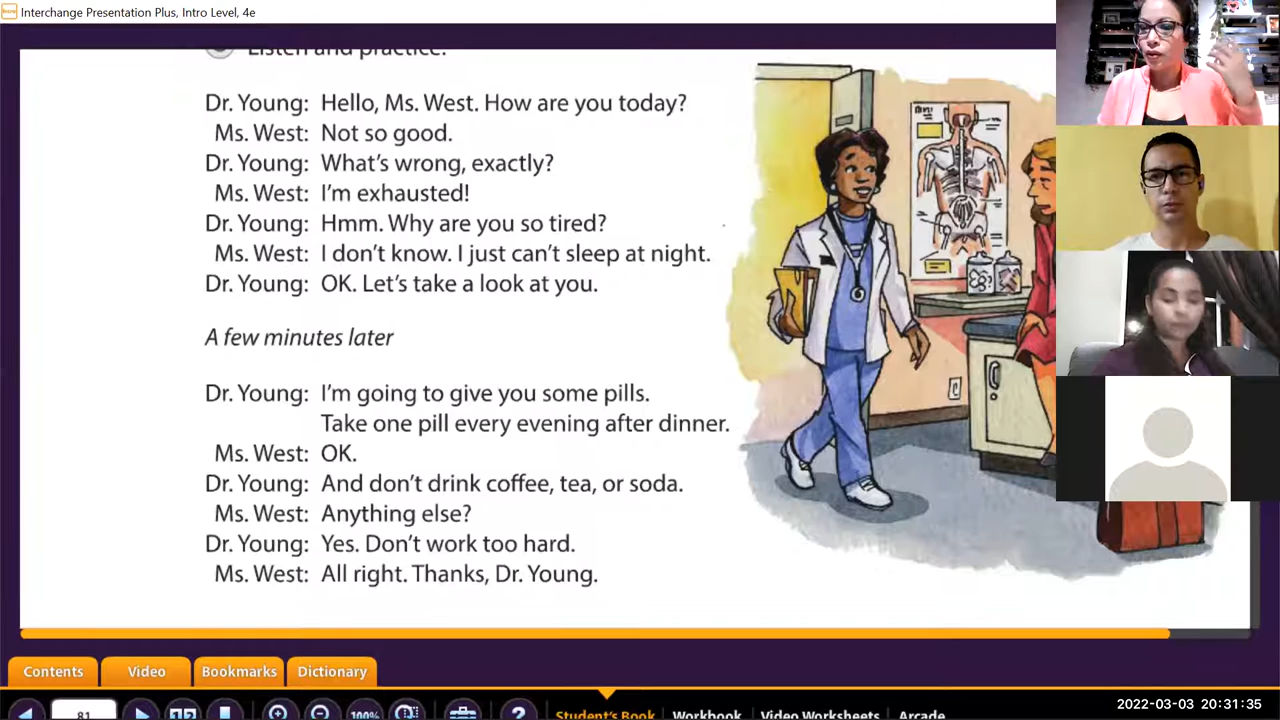 Interchange Presentation Plus, Intro Level, 4e
Listen and practice.
Dr. Young: Hello, Ms. West. How are you today?
Ms. West: Not so good.
Dr. Young: What's wrong, exactly?
Ms. West: I'm exhausted!
Dr. Young: Hmm. Why are you so tired?
Ms. West: I don't know. I just can't sleep at night.
Dr. Young: OK. Let's take a look at you.
A few minutes later
Dr. Young: I'm going to give you some pills.
Take one pill every evening after dinner.
Ms. West: OK.
Dr. Young: And don't drink coffee, tea, or soda.
Ms. West: Anything else?
Dr. Young: Yes. Don't work too hard.
Ms. West: All right. Thanks, Dr. Young.
Contents Video Bookmarks Dictionary
81 100% ? Student's Book Workbook Video Worksheets Arcade
2022-03-03 20:31:35